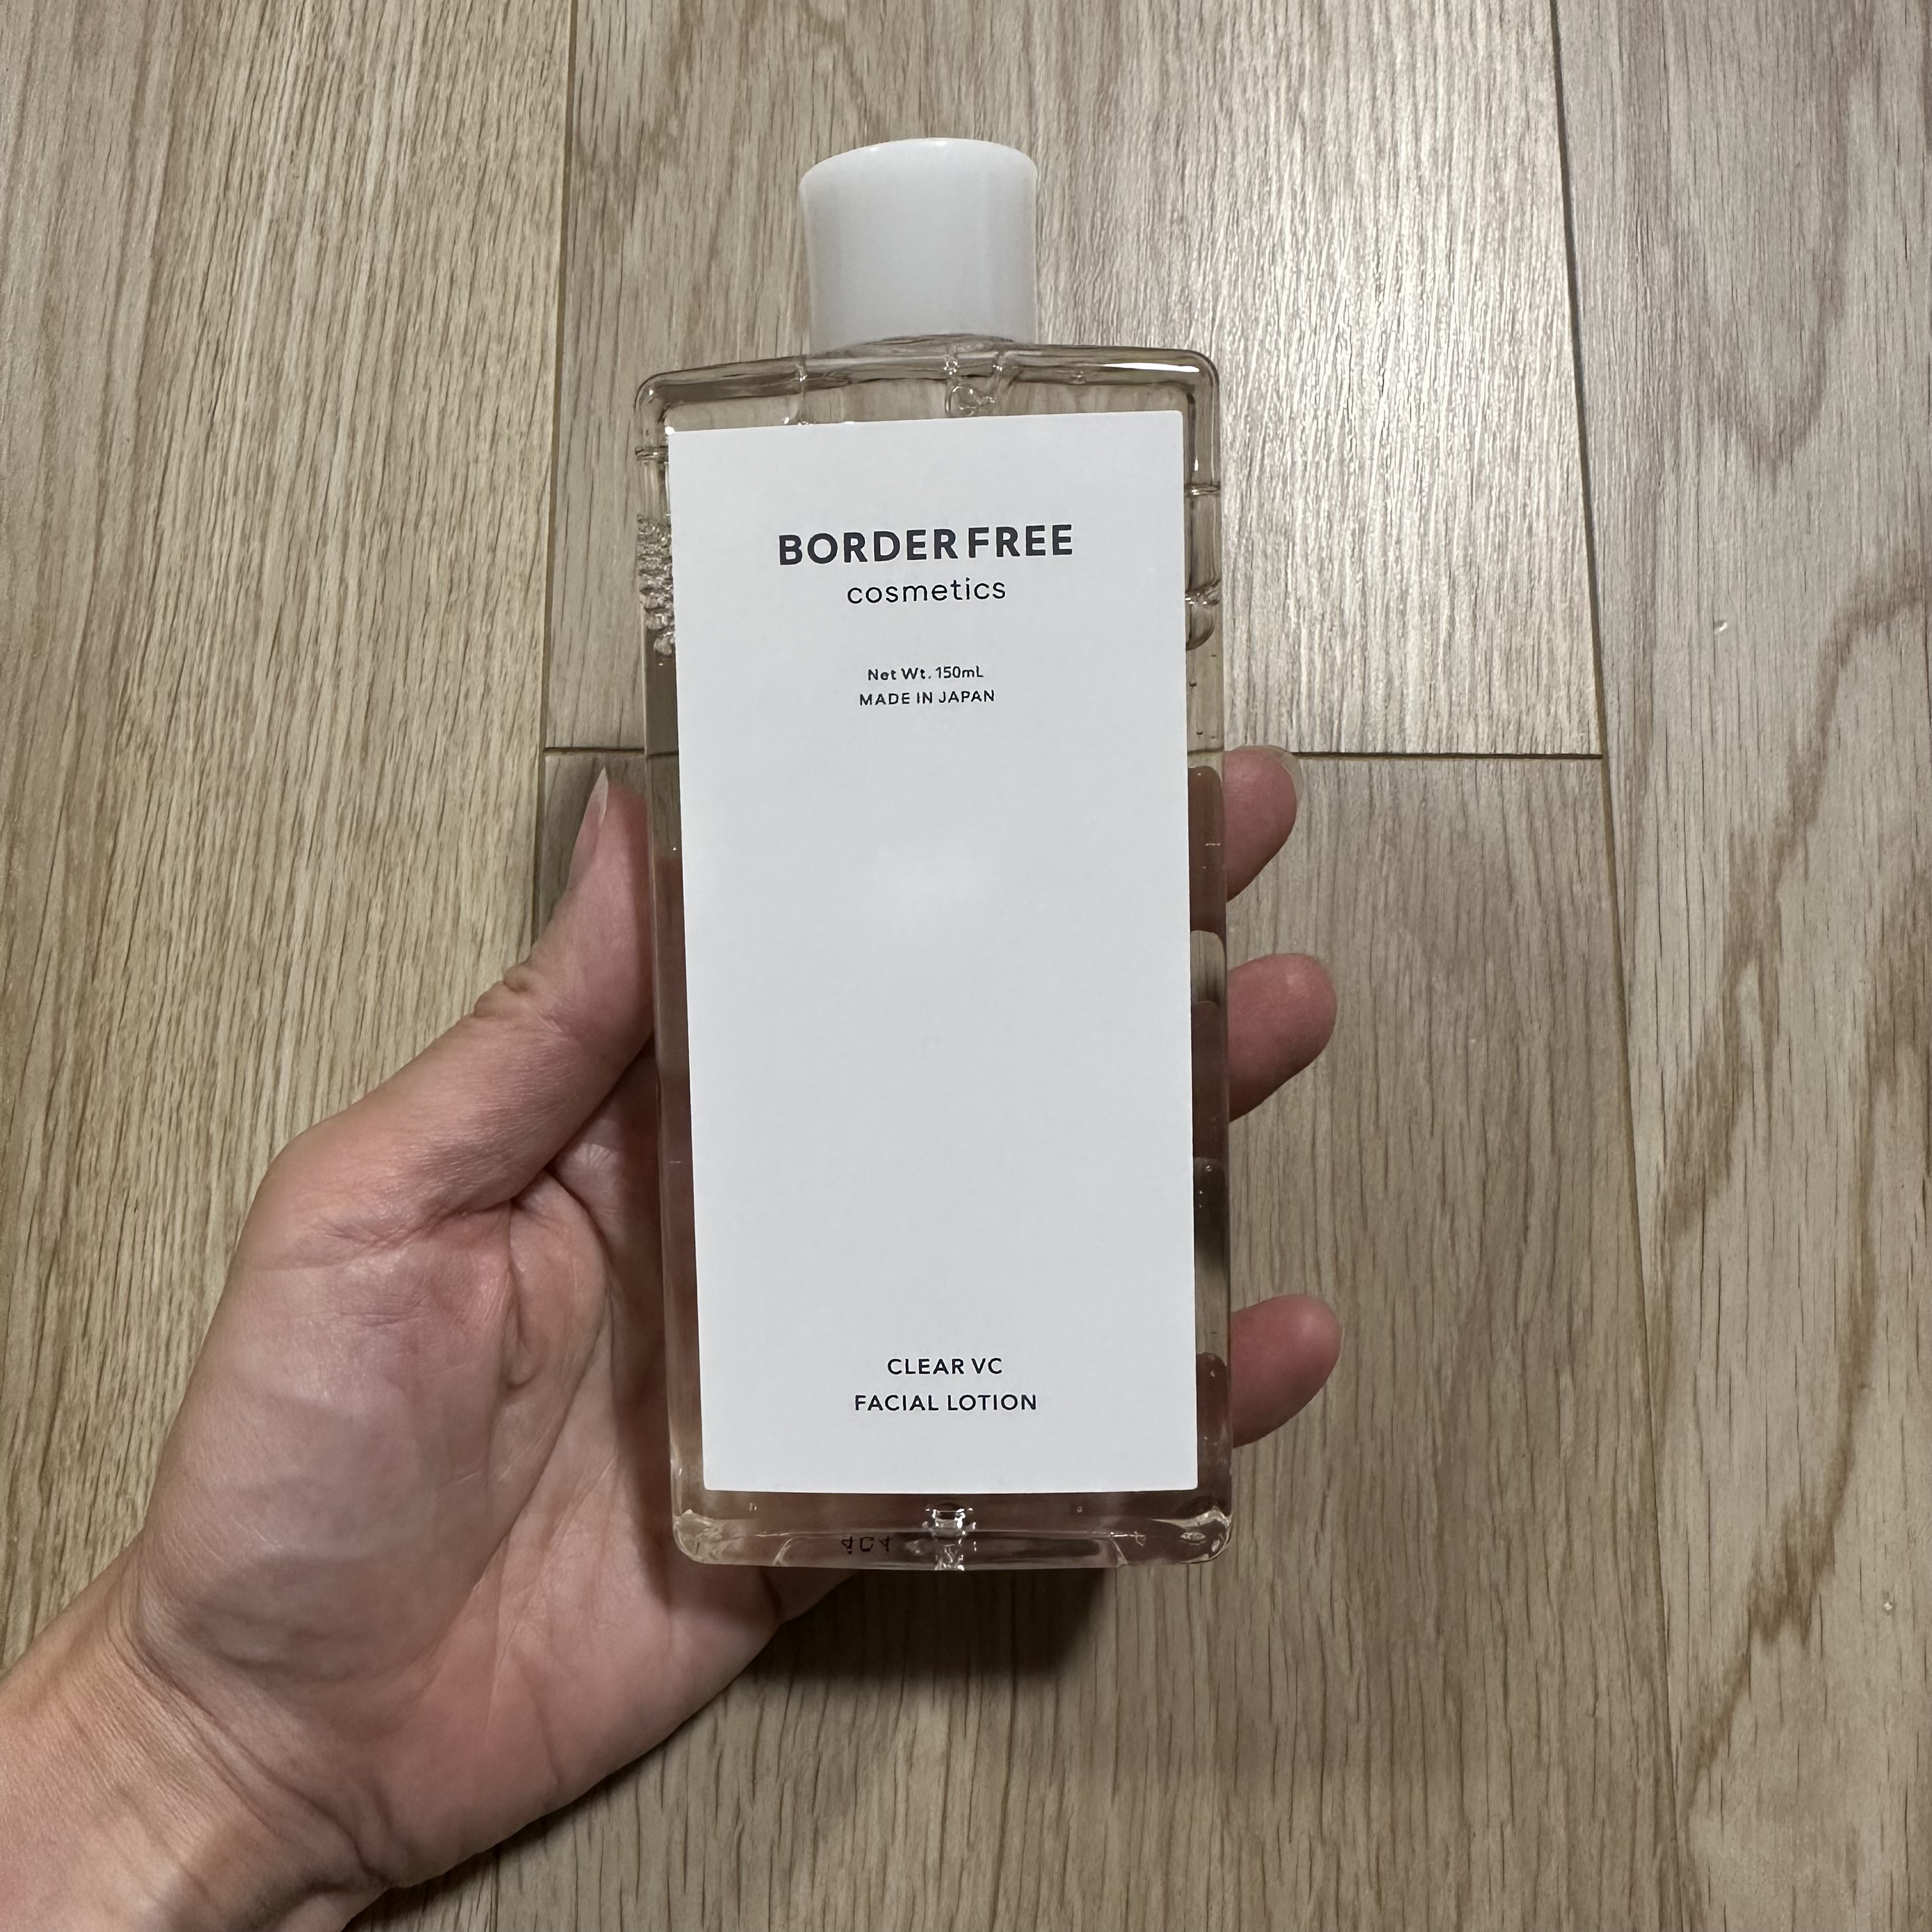 BORDER FREE
cosmetics
Net Wt. 150mL
MADE IN JAPAN
CLEAR VC
FACIAL LOTION